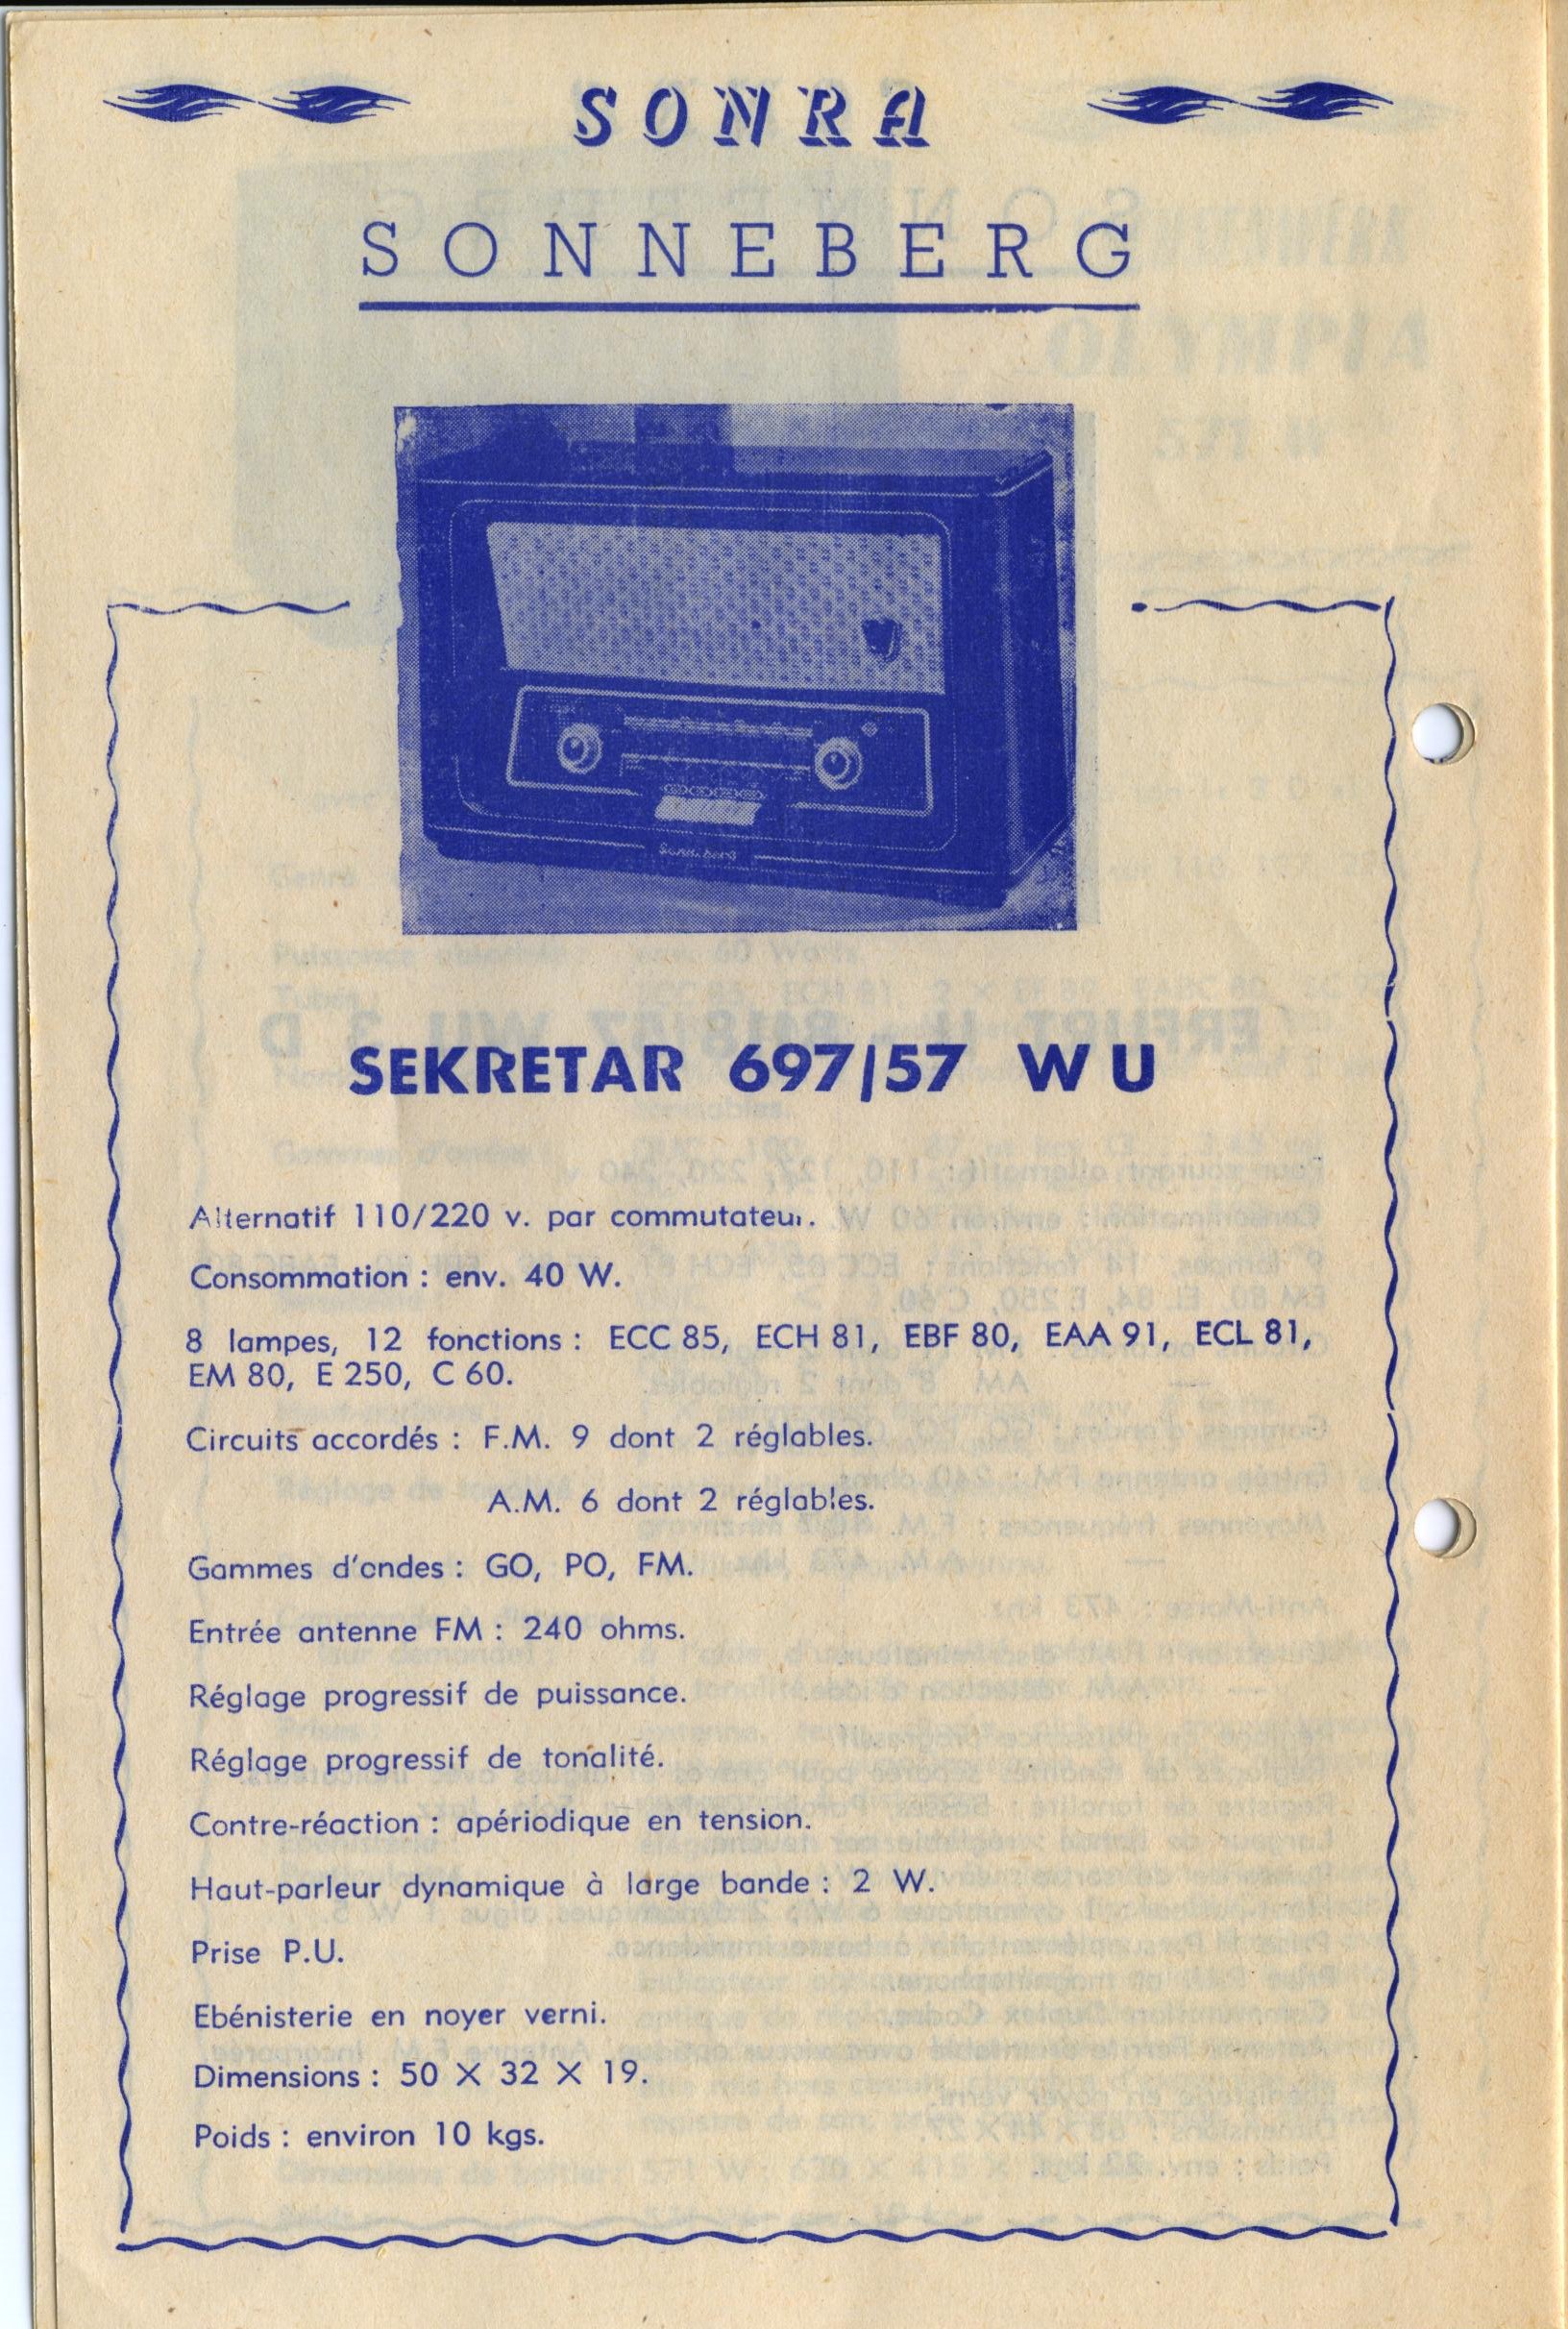 SONRA
SONNEBERG
Sonneberg
SEKRETAR 697/57 WU
Alternatif 110/220 v. par commutateur.
Consommation : env. 40 W.
8 lampes, 12 fonctions : ECC 85, ECH 81, EBF 80, EAA 91, ECL 81,
EM 80, E 250, C 60.
Circuits accordés : F.M. 9 dont 2 réglables.
A.M. 6 dont 2 réglables.
Gammes d'ondes : GO, PO, FM.
Entrée antenne FM : 240 ohms.
Réglage progressif de puissance.
Réglage progressif de tonalité.
Contre-réaction : apériodique en tension.
Haut-parleur dynamique à large bande : 2 W.
Prise P.U.
Ebénisterie en noyer verni.
Dimensions : 50 X 32 X 19.
Poids : environ 10 kgs.